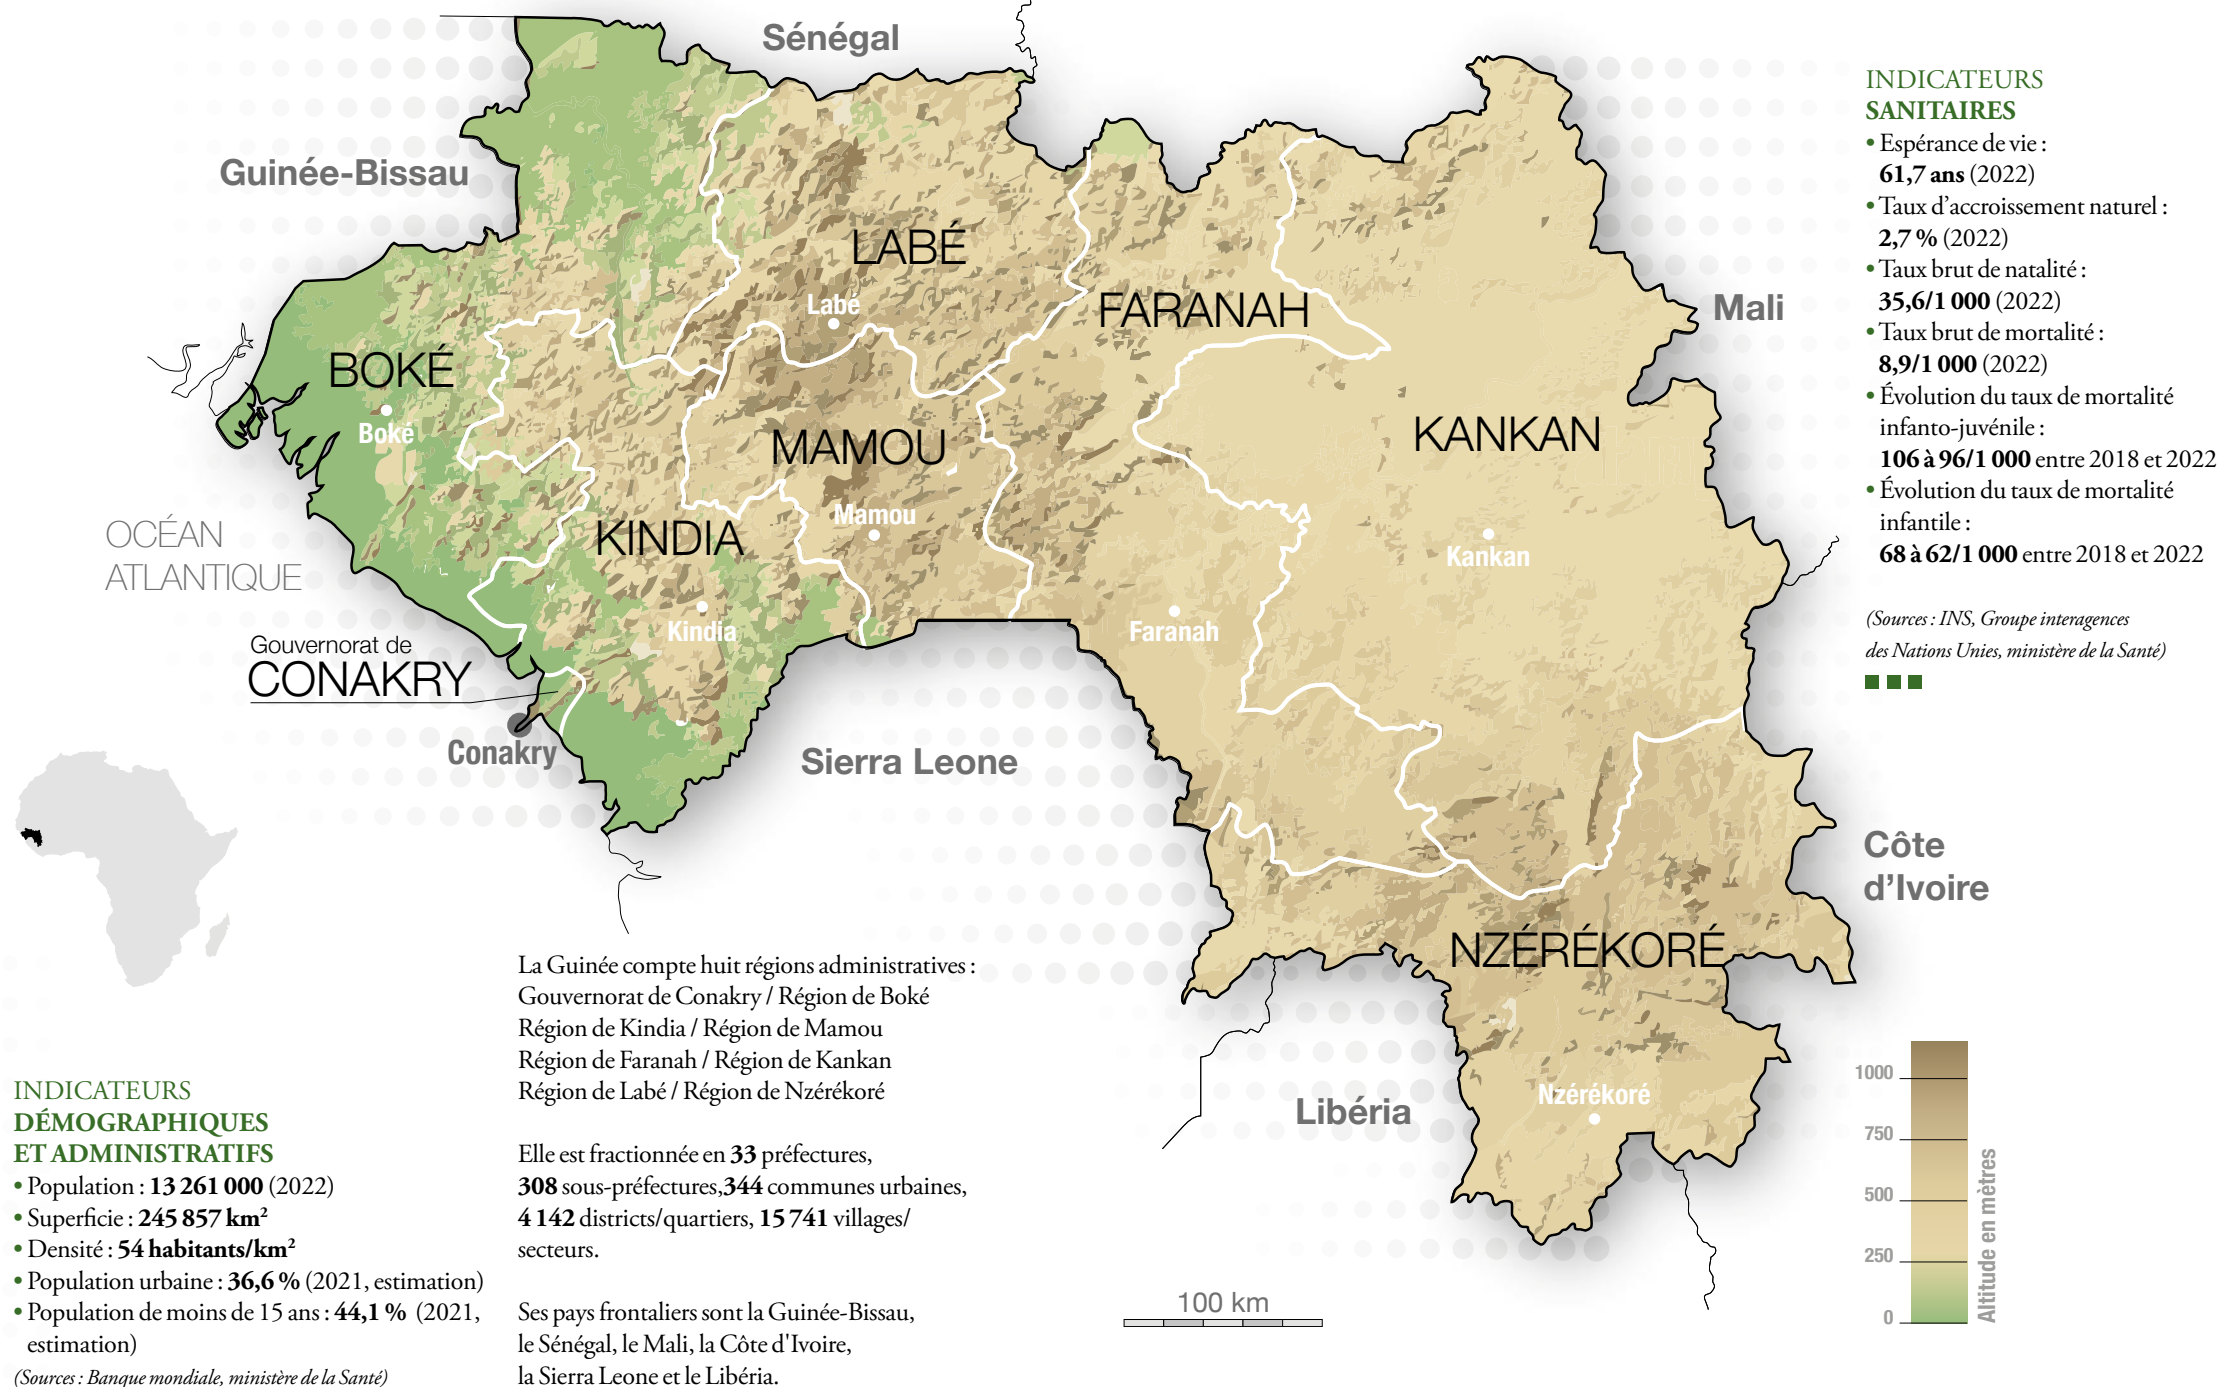 Sénégal
Guinée-Bissau
Mali
LABÉ
Labé
FARANAH
BOKÉ
Boké
MAMOU
Mamou
KANKAN
Kankan
KINDIA
Kindia
Faranah
OCÉAN
ATLANTIQUE
Gouvernorat de
CONAKRY
Conakry
Sierra Leone
Côte
d’Ivoire
NZÉRÉKORÉ
Nzérékoré
Libéria
INDICATEURS
SANITAIRES
• Espérance de vie :
61,7 ans (2022)
• Taux d’accroissement naturel :
2,7 % (2022)
• Taux brut de natalité :
35,6/1 000 (2022)
• Taux brut de mortalité :
8,9/1 000 (2022)
• Évolution du taux de mortalité
infanto-juvénile :
106 à 96/1 000 entre 2018 et 2022
• Évolution du taux de mortalité
infantile :
68 à 62/1 000 entre 2018 et 2022
(Sources : INS, Groupe interagences
des Nations Unies, ministère de la Santé)
INDICATEURS
DÉMOGRAPHIQUES
ET ADMINISTRATIFS
• Population : 13 261 000 (2022)
• Superficie : 245 857 km²
• Densité : 54 habitants/km²
• Population urbaine : 36,6 % (2021, estimation)
• Population de moins de 15 ans : 44,1 % (2021,
estimation)
(Sources : Banque mondiale, ministère de la Santé)
La Guinée compte huit régions administratives :
Gouvernorat de Conakry / Région de Boké
Région de Kindia / Région de Mamou
Région de Faranah / Région de Kankan
Région de Labé / Région de Nzérékoré
Elle est fractionnée en 33 préfectures,
308 sous-préfectures,344 communes urbaines,
4 142 districts/quartiers, 15 741 villages/
secteurs.
Ses pays frontaliers sont la Guinée-Bissau,
le Sénégal, le Mali, la Côte d'Ivoire,
la Sierra Leone et le Libéria.
100 km
1000
750
500
250
0
Altitude en mètres